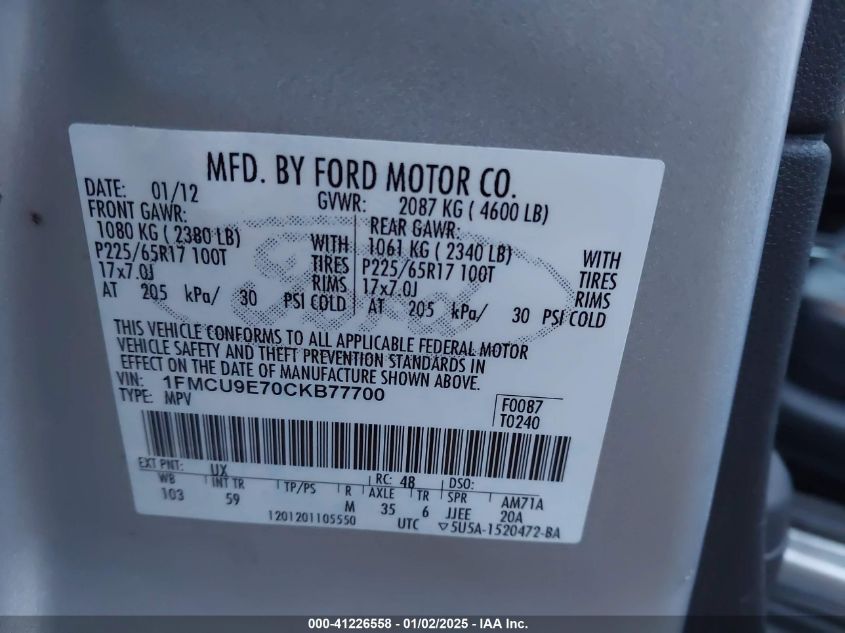 MFD. BY FORD MOTOR CO.
DATE: 01/12 GVWR: 2087 KG ( 4600 LB)
FRONT GAWR: REAR GAWR:
1080 KG ( 2380 LB) WITH 1061 KG ( 2340 LB) WITH
P225/65R17 100T TIRES P225/65R17 100T TIRES
17x7.0J RIMS 17x7.0J RIMS
AT 205 kPa/ 30 PSI COLD AT 205 kPa/ 30 PSI COLD
THIS VEHICLE CONFORMS TO ALL APPLICABLE FEDERAL MOTOR
VEHICLE SAFETY AND THEFT PREVENTION STANDARDS IN
EFFECT ON THE DATE OF MANUFACTURE SHOWN ABOVE.
VIN: 1FMCU9E70CKB77700
TYPE: MPV
F0087
T0240
EXT PNT: UX RC: 48 DSO:
WB INT TR TP/PS R AXLE TR SPR AM71A
103 59 M 35 6 JJEE 20A
1201201105550 UTC ▽5U5A-1520472-BA
Ford
000-41226558 - 01/02/2025 - IAA Inc.